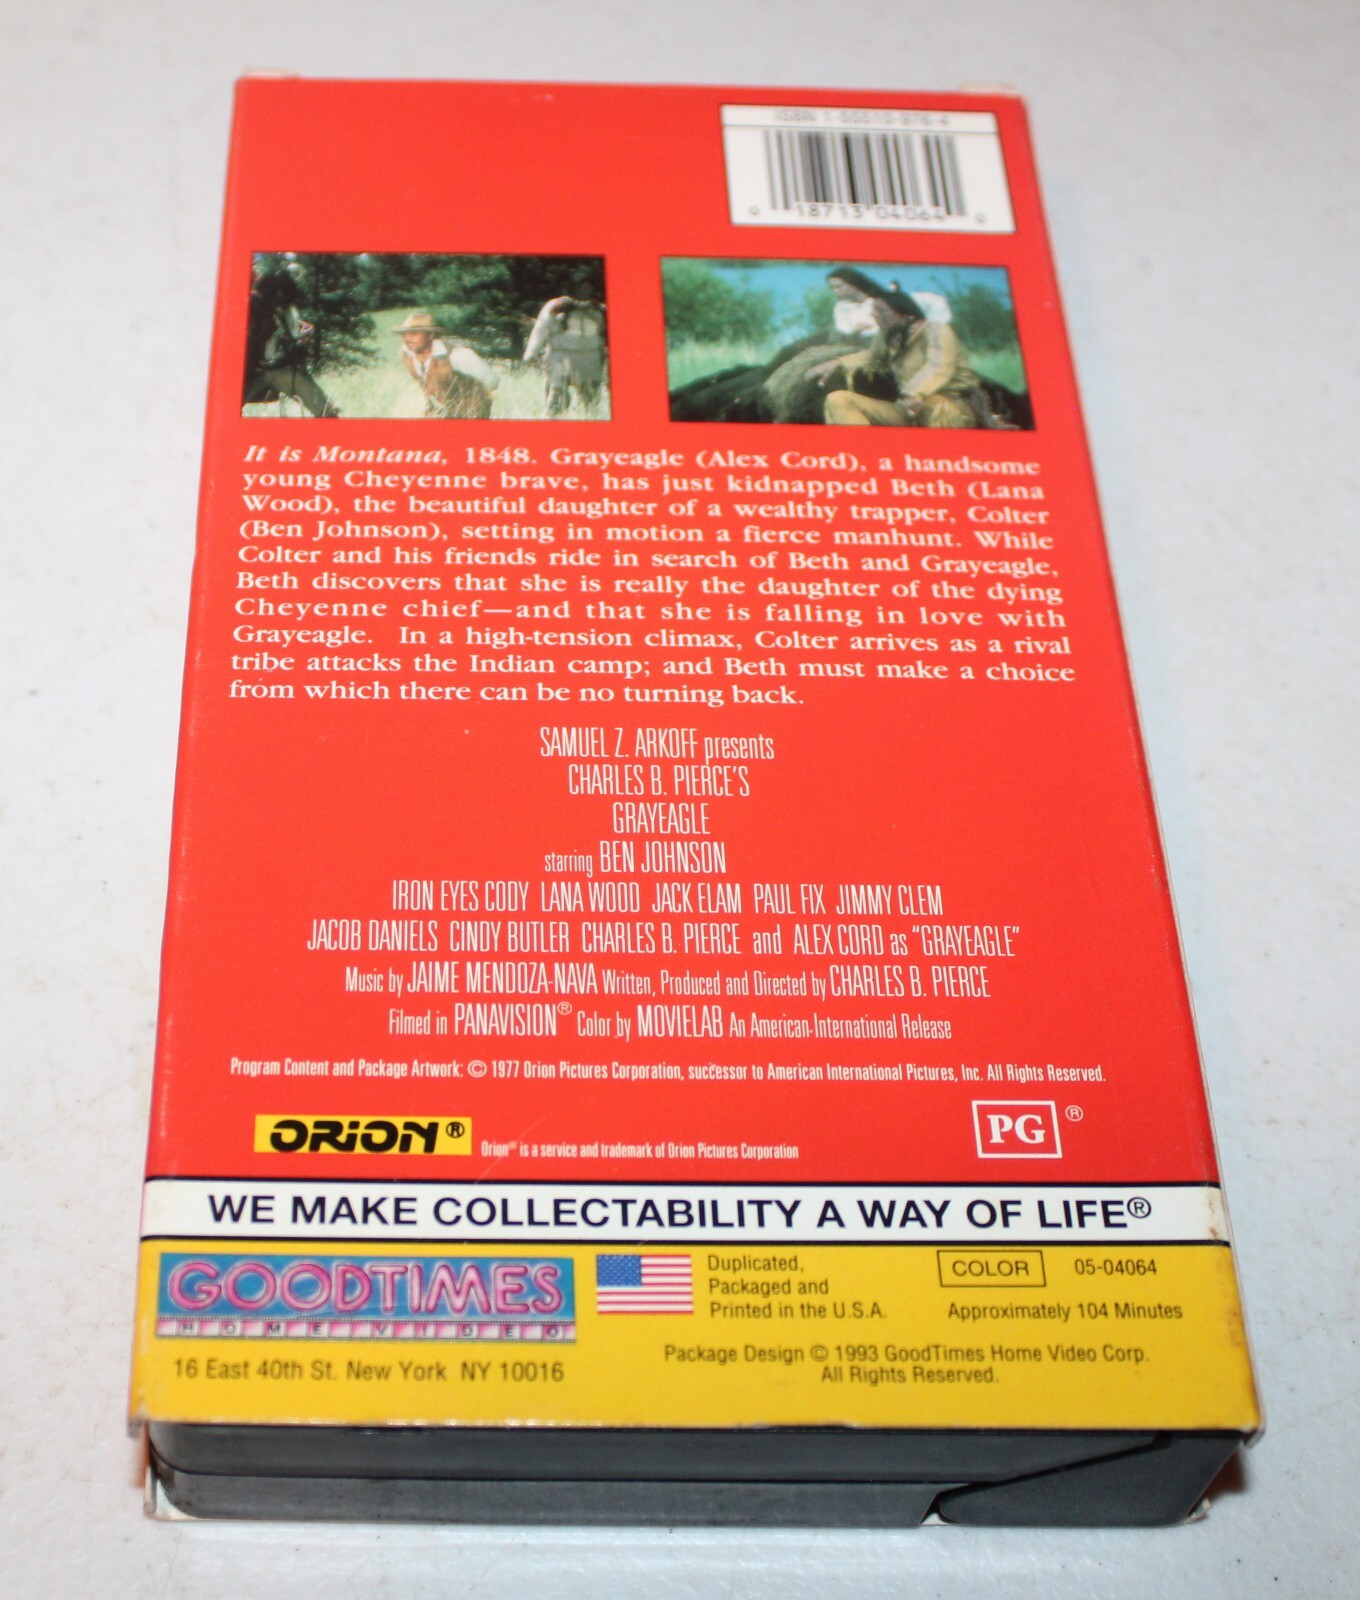 ISBN 1-55510-976-4
0 18713 04064 0
It is Montana, 1848. Grayeagle (Alex Cord), a handsome
young Cheyenne brave, has just kidnapped Beth (Lana
Wood), the beautiful daughter of a wealthy trapper, Colter
(Ben Johnson), setting in motion a fierce manhunt. While
Colter and his friends ride in search of Beth and Grayeagle,
Beth discovers that she is really the daughter of the dying
Cheyenne chief—and that she is falling in love with
Grayeagle. In a high-tension climax, Colter arrives as a rival
tribe attacks the Indian camp; and Beth must make a choice
from which there can be no turning back.
SAMUEL Z. ARKOFF presents
CHARLES B. PIERCE'S
GRAYEAGLE
starring BEN JOHNSON
IRON EYES CODY LANA WOOD JACK ELAM PAUL FIX JIMMY CLEM
JACOB DANIELS CINDY BUTLER CHARLES B. PIERCE and ALEX CORD as "GRAYEAGLE"
Music by JAIME MENDOZA-NAVA Written, Produced and Directed by CHARLES B. PIERCE
Filmed in PANAVISION® Color by MOVIELAB An American-International Release
Program Content and Package Artwork: © 1977 Orion Pictures Corporation, successor to American International Pictures, Inc. All Rights Reserved.
ORION® Orion® is a service and trademark of Orion Pictures Corporation
PG ®
WE MAKE COLLECTABILITY A WAY OF LIFE®
GOODTIMES
HOME VIDEO
16 East 40th St. New York NY 10016
Duplicated,
Packaged and
Printed in the U.S.A.
COLOR 05-04064
Approximately 104 Minutes
Package Design © 1993 GoodTimes Home Video Corp.
All Rights Reserved.